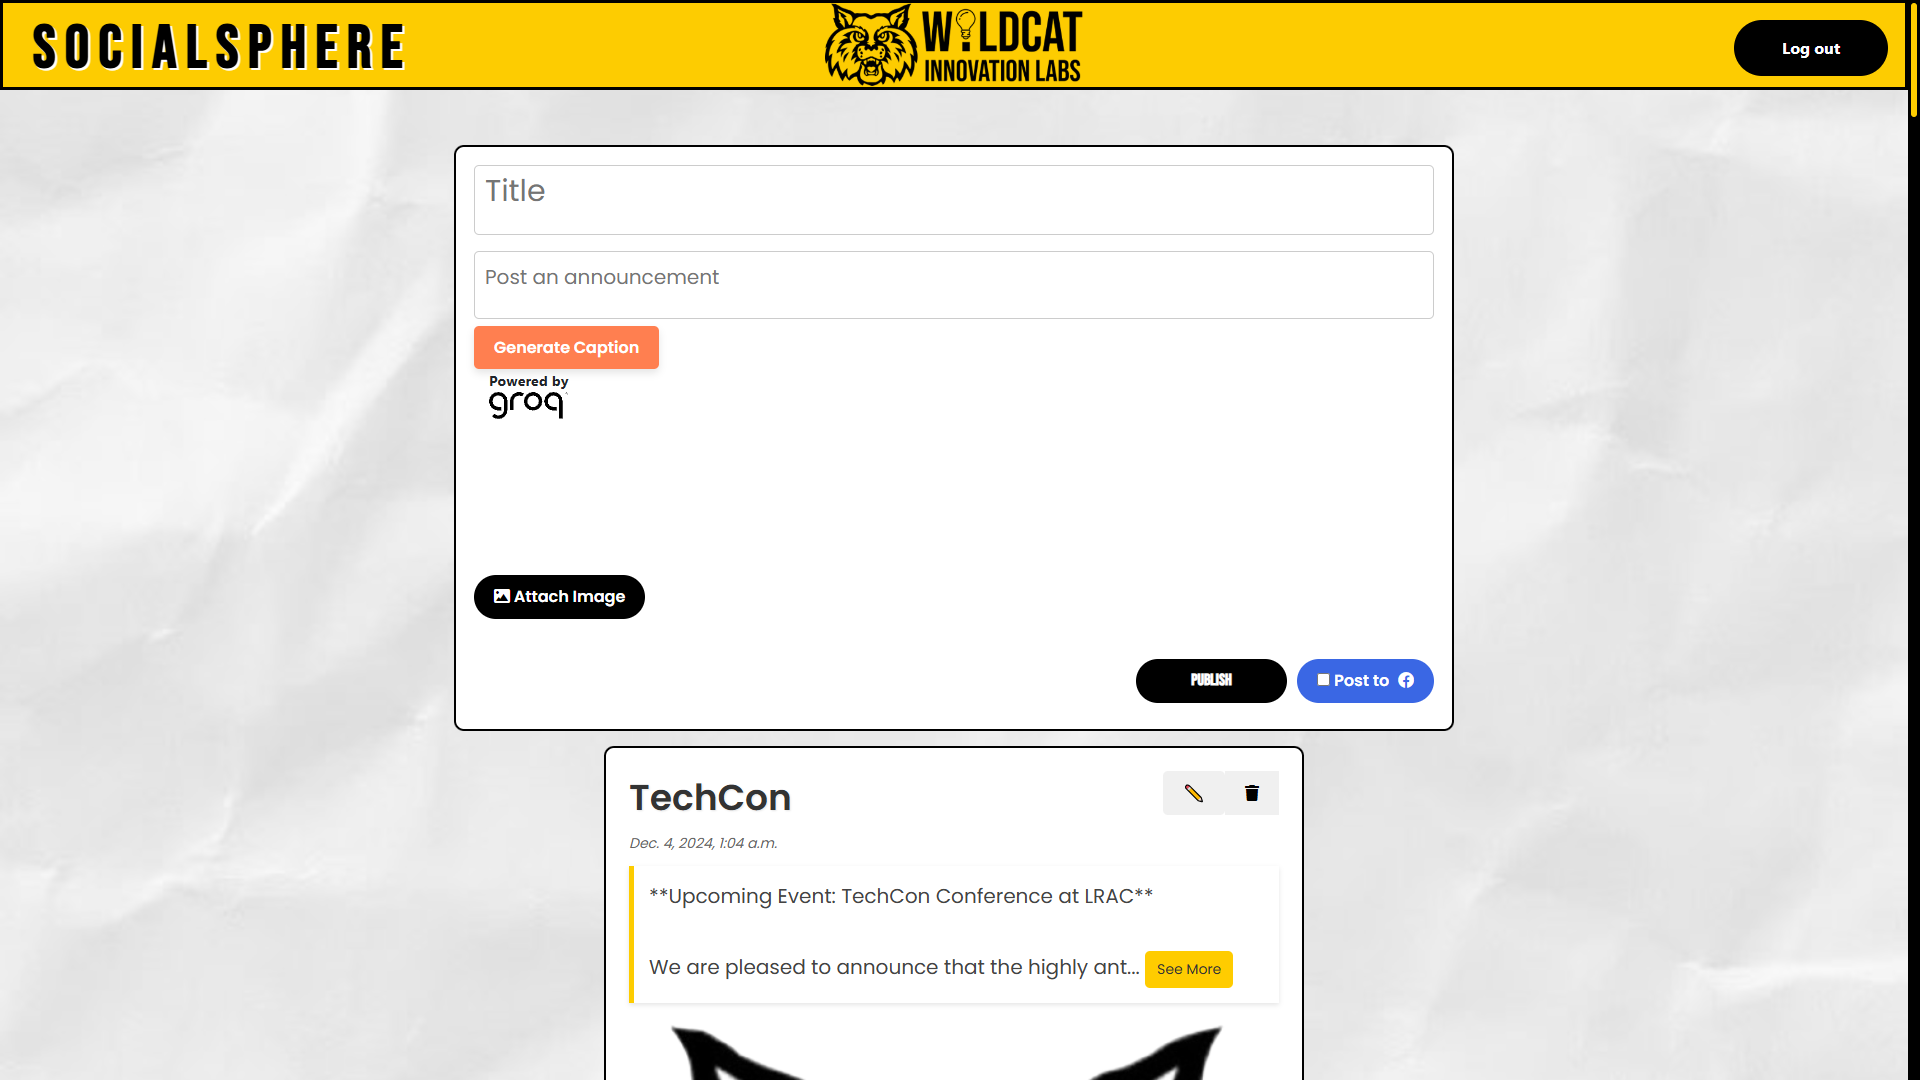 SOCIALSPHERE
WILDCAT
INNOVATION LABS
Log out
Title
Post an announcement
Generate Caption
Powered by
groq
Attach Image
PUBLISH
Post to
TechCon
Dec. 4, 2024, 1:04 a.m.
**Upcoming Event: TechCon Conference at LRAC**
We are pleased to announce that the highly ant... See More